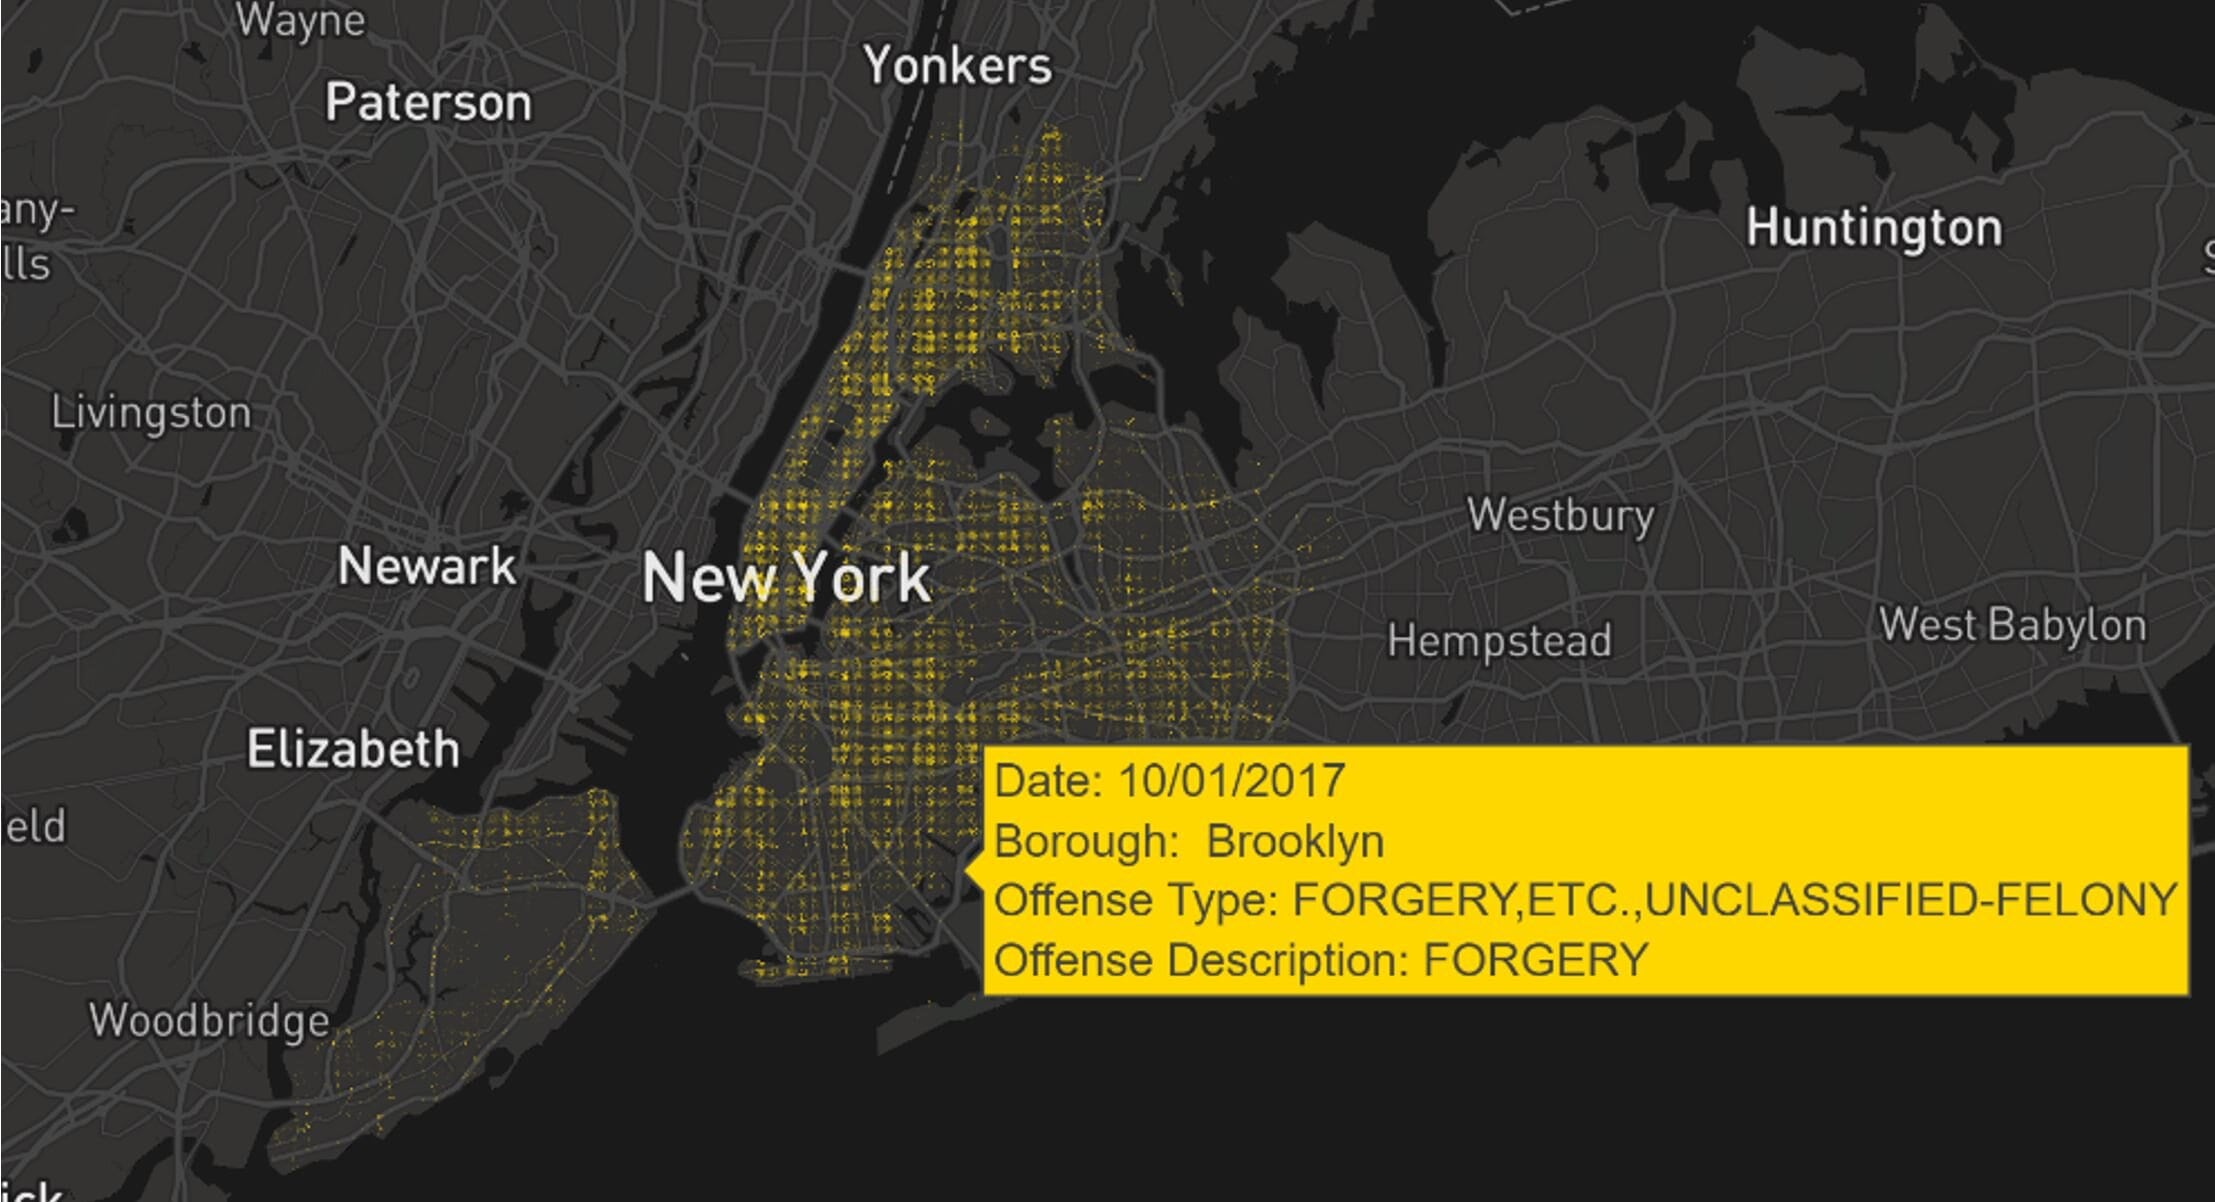 Wayne
Yonkers
Paterson
any-
lls
Huntington
Livingston
Westbury
Newark
New York
West Babylon
Hempstead
Elizabeth
Date: 10/01/2017
eld
Borough: Brooklyn
Offense Type: FORGERY,ETC.,UNCLASSIFIED-FELONY
Offense Description: FORGERY
Woodbridge
ick